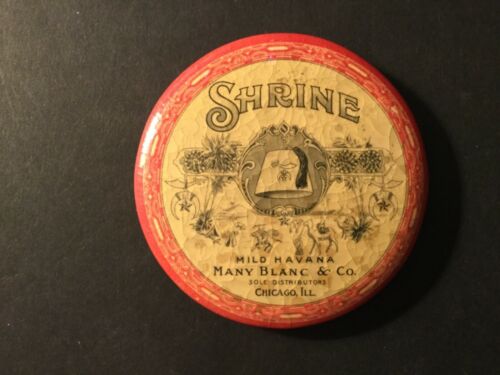 SHRINE
MILD HAVANA
MANY BLANC & CO.
SOLE DISTRIBUTORS
CHICAGO, ILL.